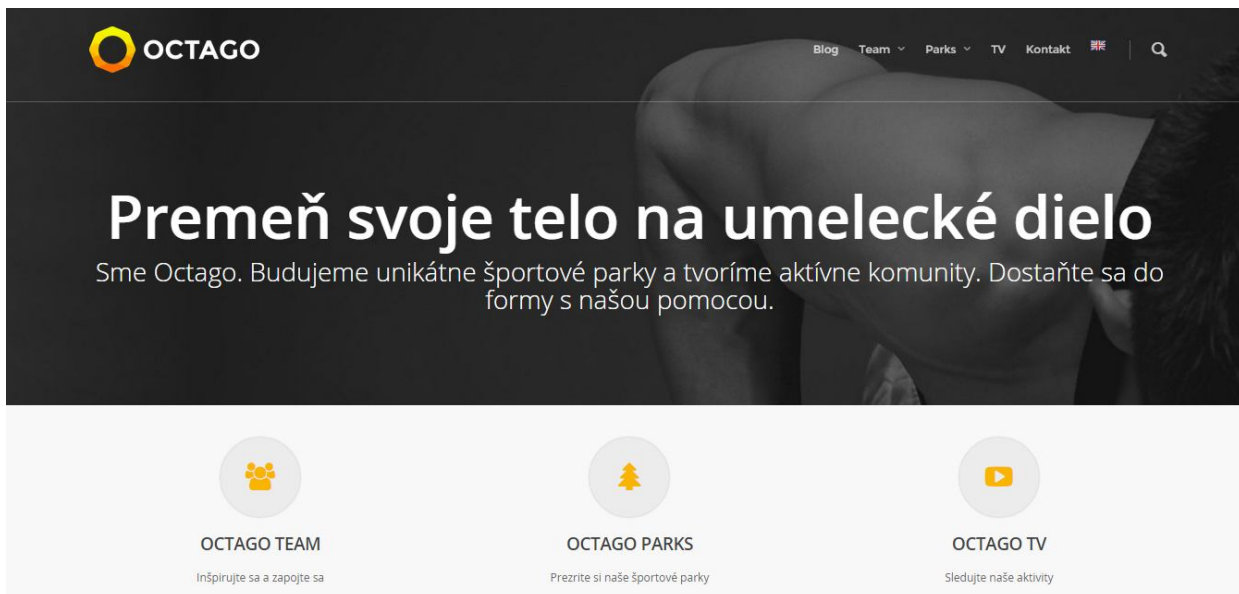 OCTAGO
Blog Team Parks TV Kontakt
Premeň svoje telo na umelecké dielo
Sme Octago. Budujeme unikátne športové parky a tvoríme aktívne komunity. Dostaňte sa do
formy s našou pomocou.
OCTAGO TEAM
OCTAGO PARKS
OCTAGO TV
Inšpirujte sa a zapojte sa
Prezrite si naše športové parky
Sledujte naše aktivity